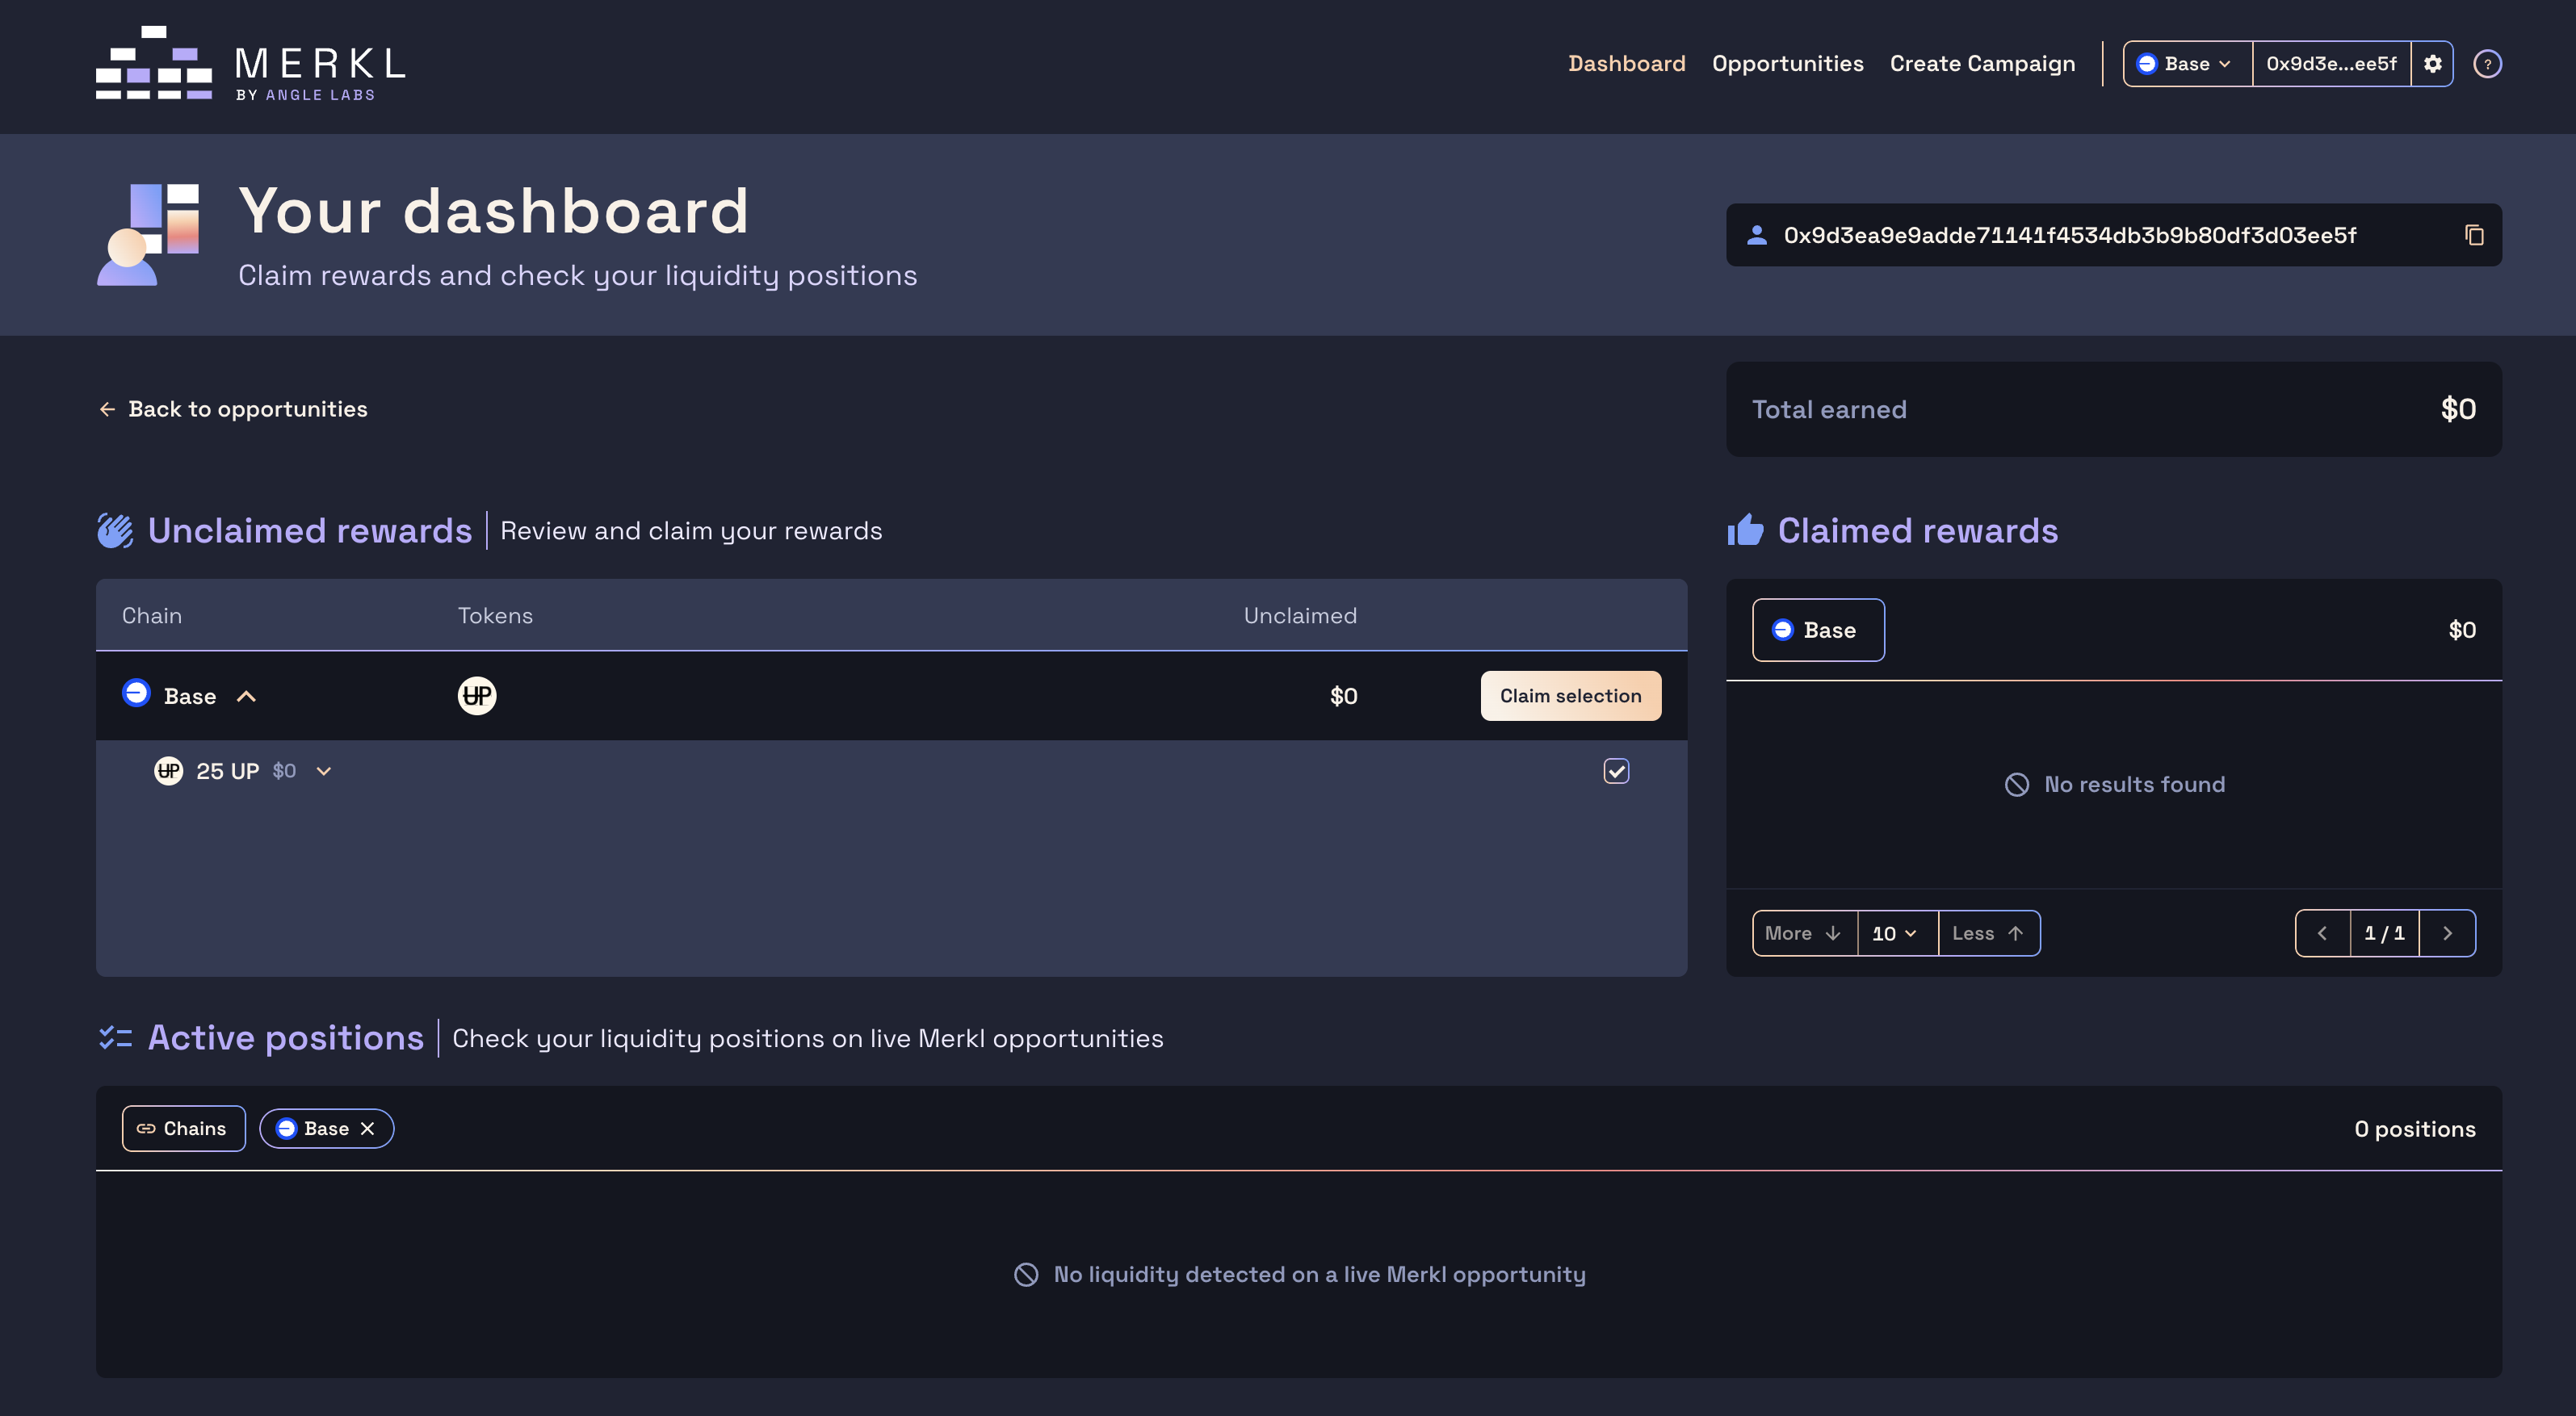 MERKL
BY ANGLE LABS
Dashboard Opportunities Create Campaign Base 0x9d3e...ee5f ?
Your dashboard
Claim rewards and check your liquidity positions
0x9d3ea9e9adde71141f4534db3b9b80df3d03ee5f
Back to opportunities
Total earned $0
Unclaimed rewards Review and claim your rewards
Claimed rewards
Chain Tokens Unclaimed
Base UP $0 Claim selection
UP 25 UP $0
Base $0
No results found
More 10 Less 1 / 1
Active positions Check your liquidity positions on live Merkl opportunities
Chains Base 0 positions
No liquidity detected on a live Merkl opportunity